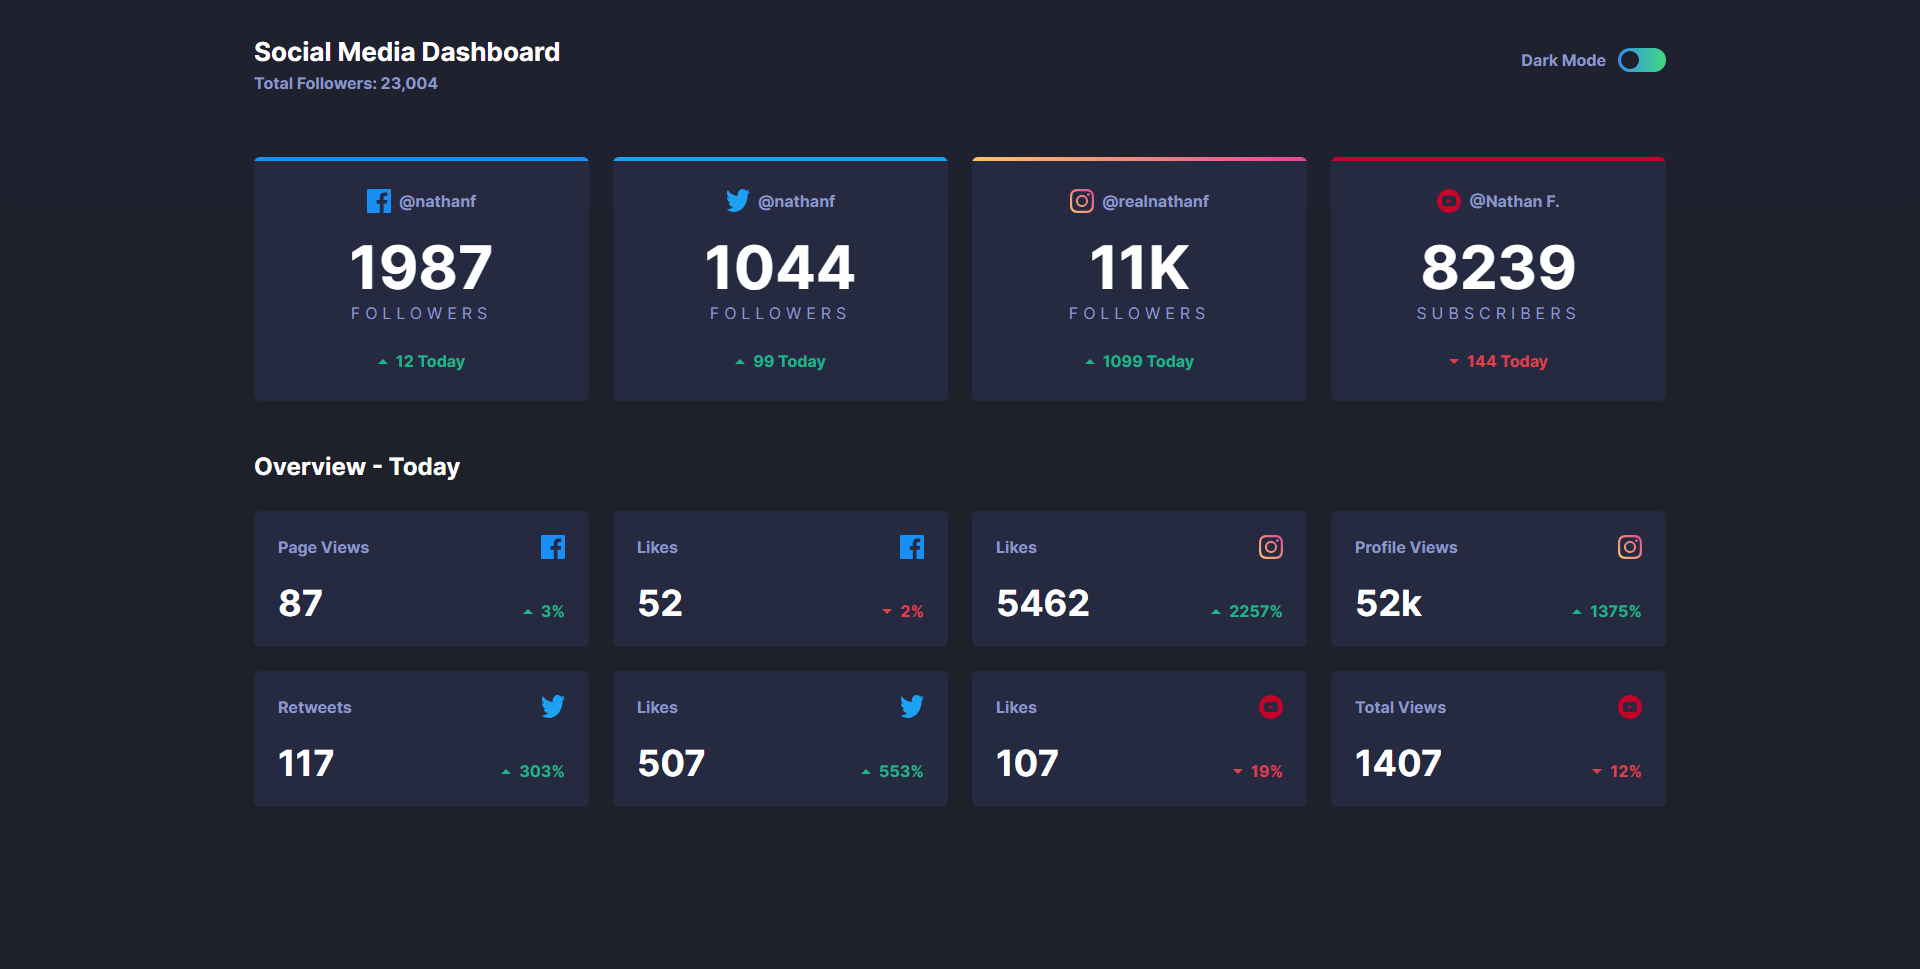 Social Media Dashboard
Total Followers: 23,004
Dark Mode
@nathanf
1987
FOLLOWERS
12 Today
@nathanf
1044
FOLLOWERS
99 Today
@realnathanf
11K
FOLLOWERS
1099 Today
@Nathan F.
8239
SUBSCRIBERS
144 Today
Overview - Today
Page Views
87
3%
Likes
52
2%
Likes
5462
2257%
Profile Views
52k
1375%
Retweets
117
303%
Likes
507
553%
Likes
107
19%
Total Views
1407
12%